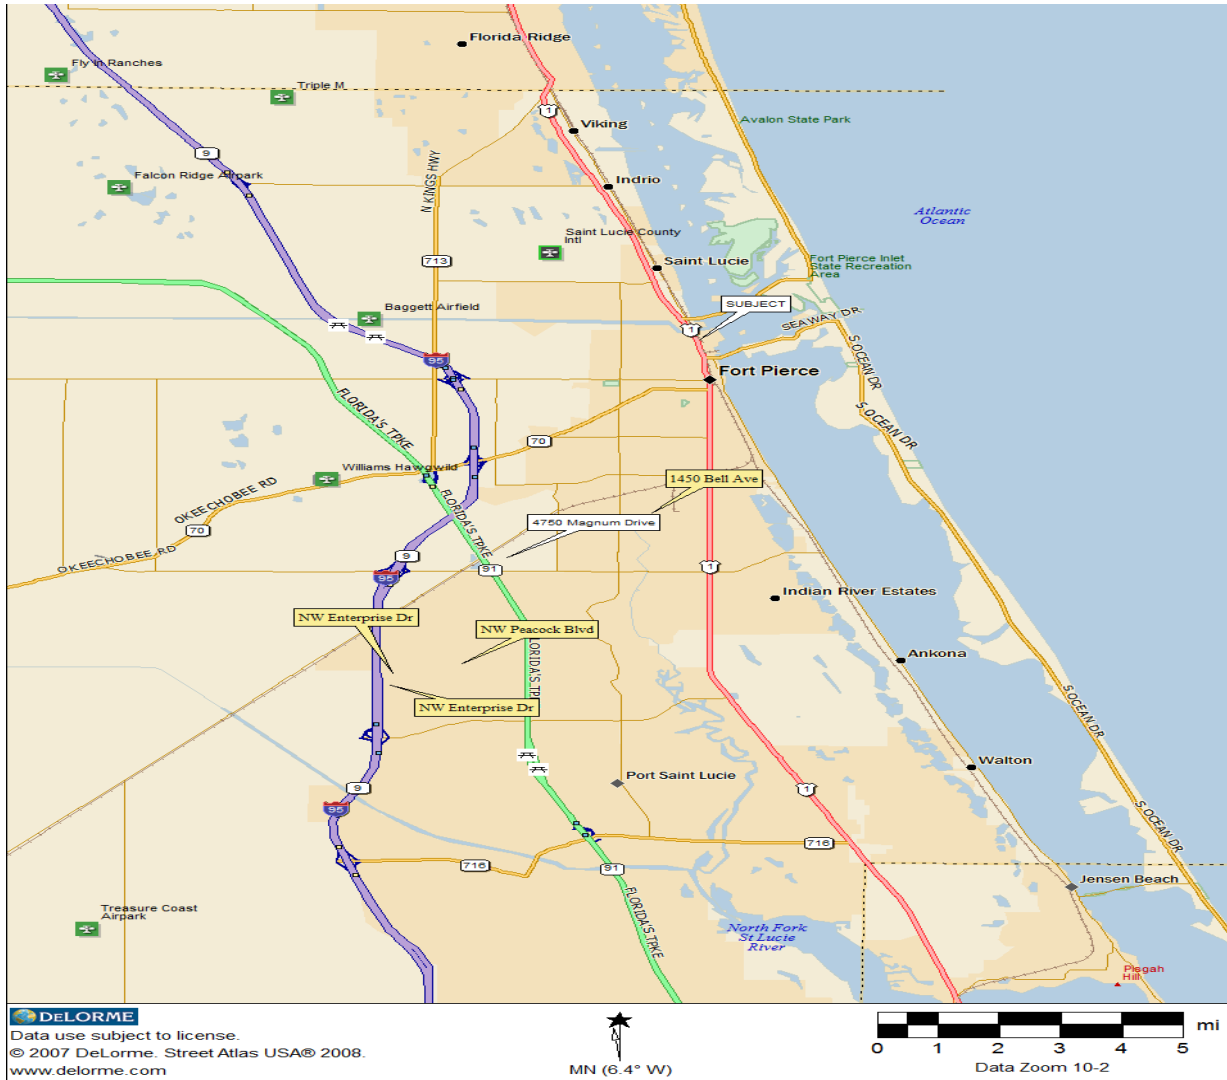 Florida Ridge
Fly In Ranches
Triple M
1
Avalon State Park
Viking
9
Falcon Ridge Airpark
N KINGS HWY
Indrio
Atlantic
Ocean
Saint Lucie County
Intl
713
Saint Lucie
Fort Pierce Inlet
State Recreation
Area
SUBJECT
Baggett Airfield
SEAWAY DR
1
S OCEAN DR
95
Fort Pierce
FLORIDA'S TPKE
S OCEAN DR
70
Williams Hawgwild
1450 Bell Ave
OKEECHOBEE RD
FLORIDA'S TPKE
4750 Magnum Drive
70
OKEECHOBEE RD
9
91
1
95
Indian River Estates
NW Enterprise Dr
NW Peacock Blvd
FLORIDA'S TPKE
Ankona
NW Enterprise Dr
S OCEAN DR
Walton
Port Saint Lucie
9
1
95
S OCEAN DR
716
716
91
Jensen Beach
FLORIDA'S TPKE
Treasure Coast
Airpark
North Fork
St Lucie
River
Pisgah
Hill
DELORME
Data use subject to license.
© 2007 DeLorme. Street Atlas USA® 2008.
www.delorme.com
MN (6.4° W)
mi
0 1 2 3 4 5
Data Zoom 10-2